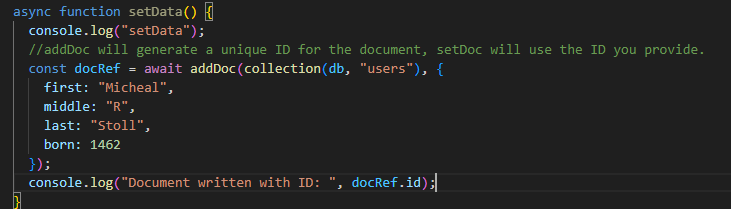 async function setData() {
console.log("setData");
//addDoc will generate a unique ID for the document, setDoc will use the ID you provide.
const docRef = await addDoc(collection(db, "users"), {
first: "Micheal",
middle: "R",
last: "Stoll",
born: 1462
});
console.log("Document written with ID: ", docRef.id);
}